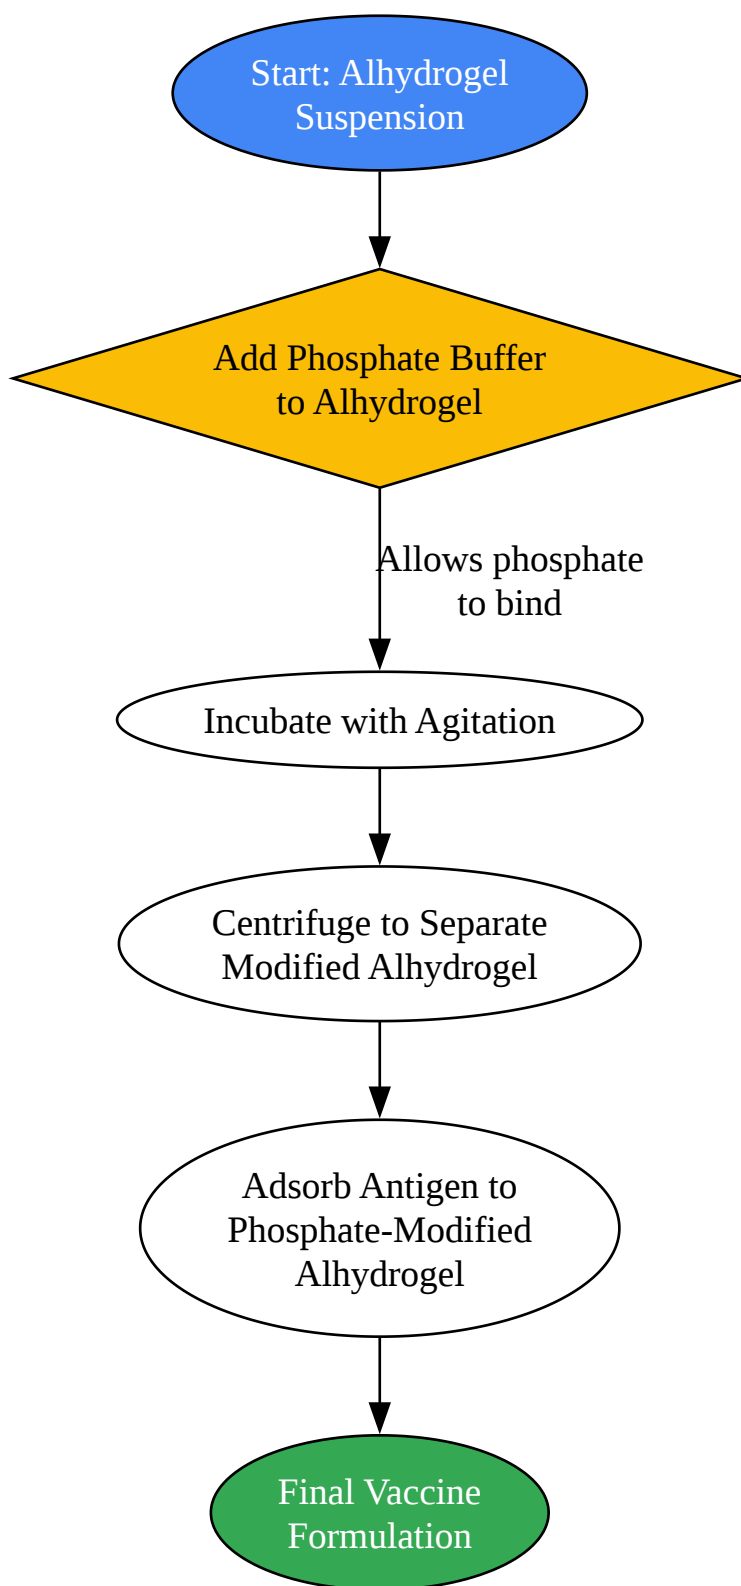 Start: Alhydrogel
Suspension
Add Phosphate Buffer
to Alhydrogel
Allows phosphate
to bind
Incubate with Agitation
Centrifuge to Separate
Modified Alhydrogel
Adsorb Antigen to
Phosphate-Modified
Alhydrogel
Final Vaccine
Formulation